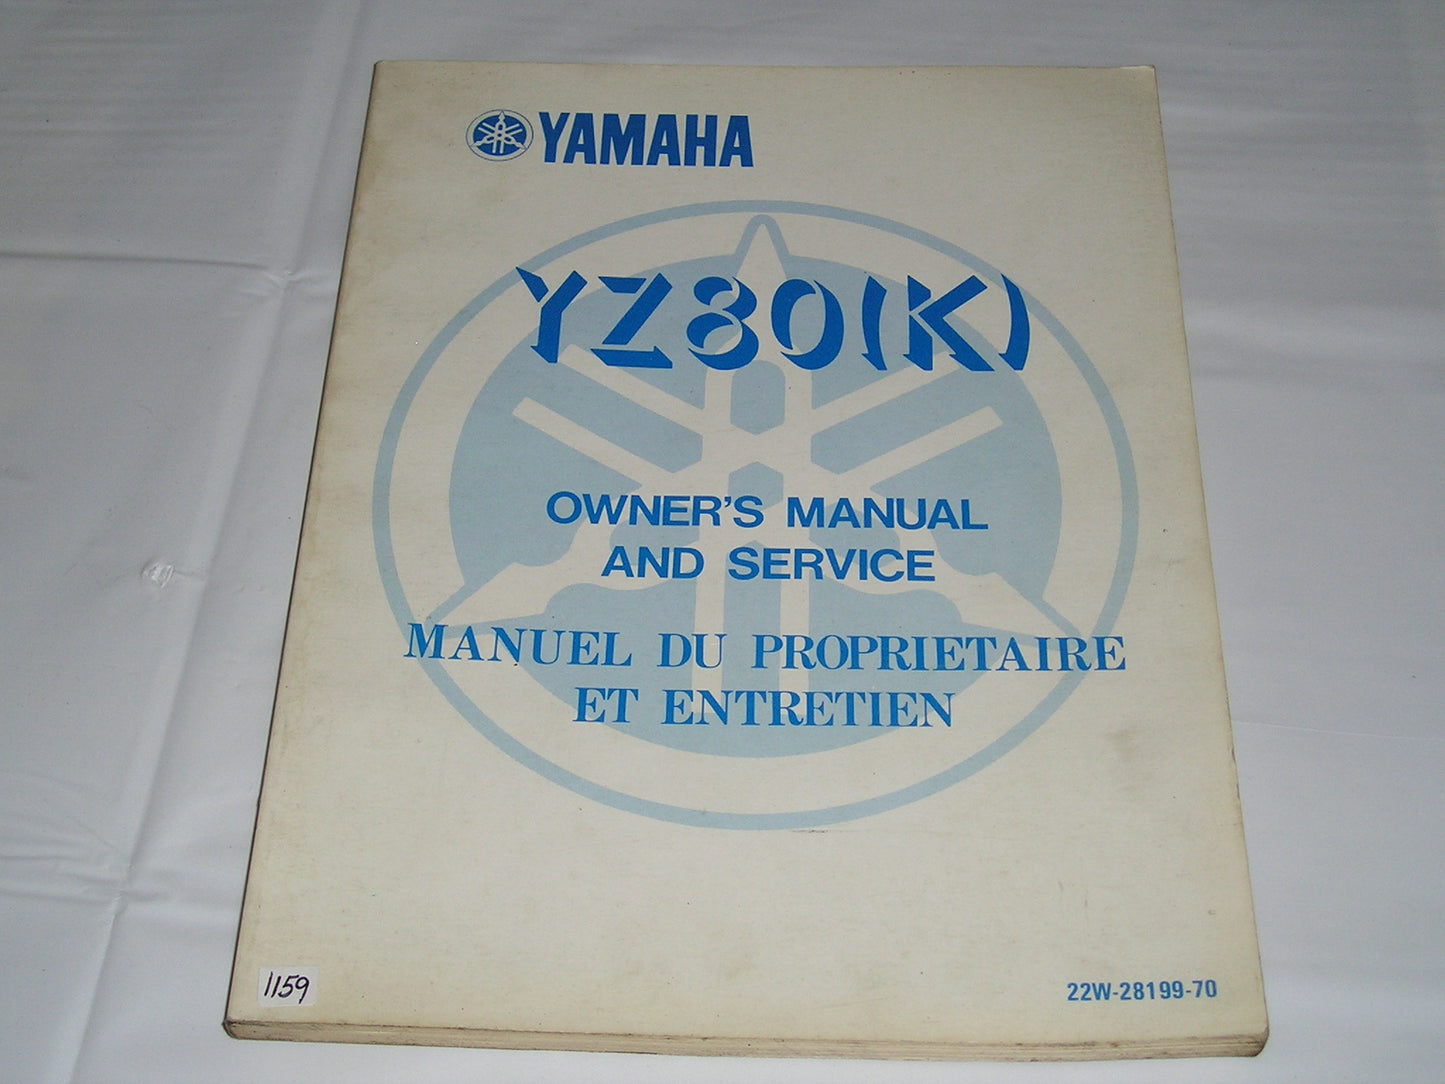 YAMAHA
YZ80(K)
OWNER'S MANUAL
AND SERVICE
MANUEL DU PROPRIETAIRE
ET ENTRETIEN
1159
22W-28199-70